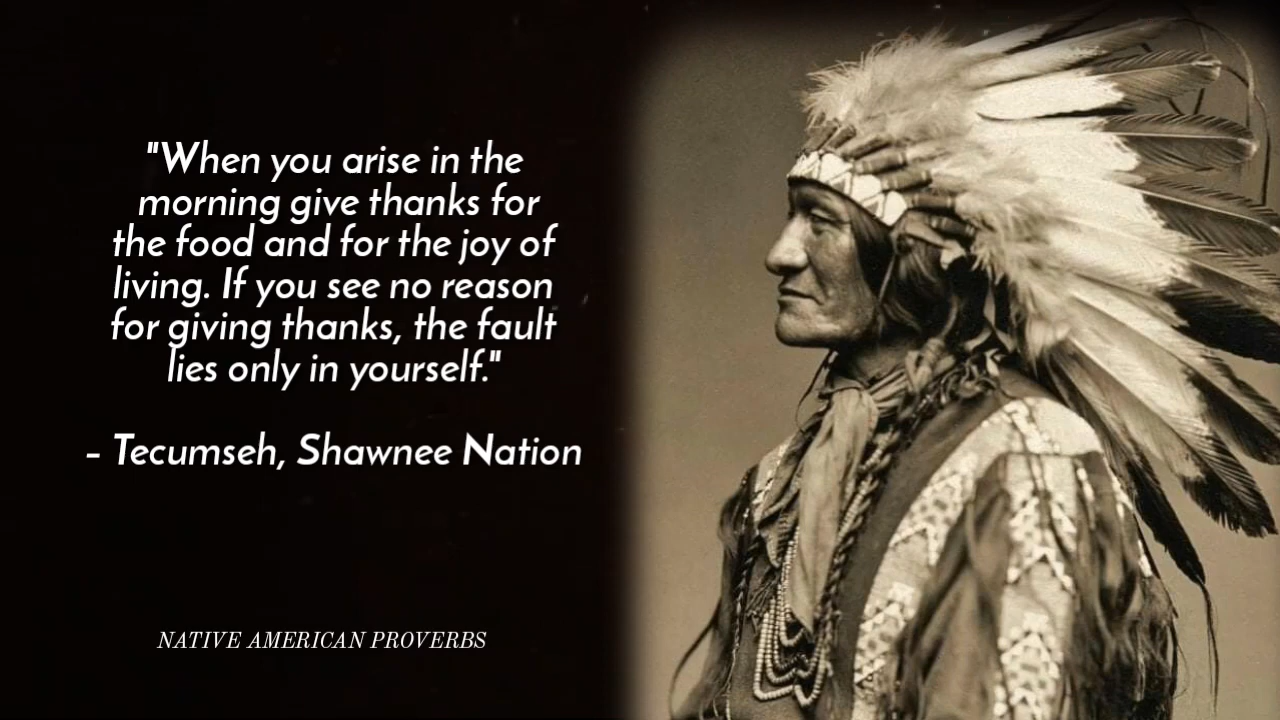 "When you arise in the
morning give thanks for
the food and for the joy of
living. If you see no reason
for giving thanks, the fault
lies only in yourself."
– Tecumseh, Shawnee Nation
NATIVE AMERICAN PROVERBS